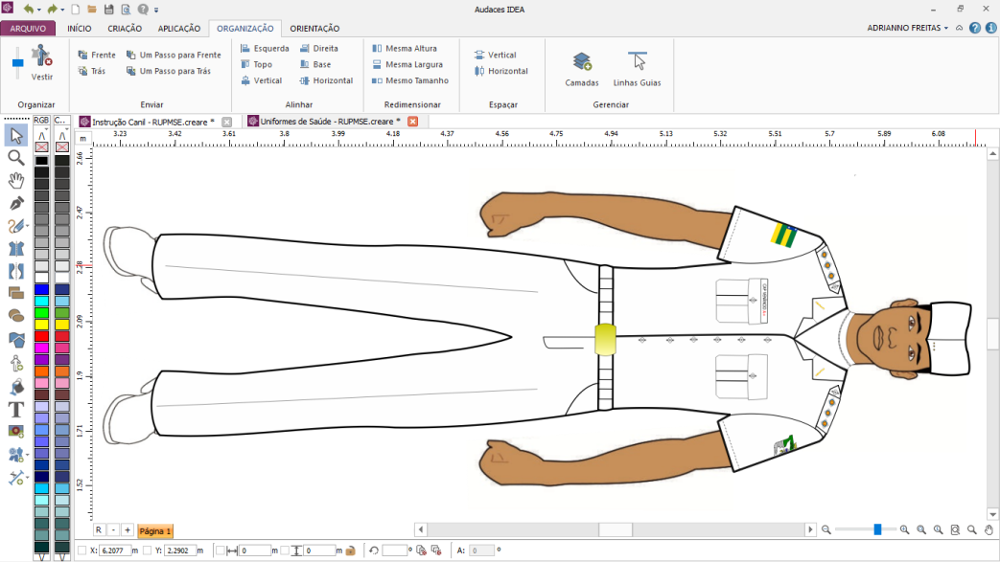 Audaces IDEA
ARQUIVO INÍCIO CRIAÇÃO APLICAÇÃO ORGANIZAÇÃO ORIENTAÇÃO ADRIANNO FREITAS
Vestir
Organizar
Frente Um Passo para Frente
Trás Um Passo para Trás
Enviar
Esquerda Direita
Topo Base
Vertical Horizontal
Alinhar
Mesma Altura
Mesma Largura
Mesmo Tamanho
Redimensionar
Vertical
Horizontal
Espaçar
Camadas Linhas Guias
Gerenciar
RGB C... Instrução Canil - RUPMSE.creare * Uniformes de Saúde - RUPMSE.creare *
m 3.23 3.42 3.61 3.8 3.99 4.18 4.37 4.56 4.75 4.94 5.13 5.32 5.51 5.7 5.89 6.08
2.66
2.47
2.28
2.09
1.9
1.71
1.52
R - + Página 1
X: 6,2077 m Y: 2,2902 m 0 m 0 m º A: 0 º